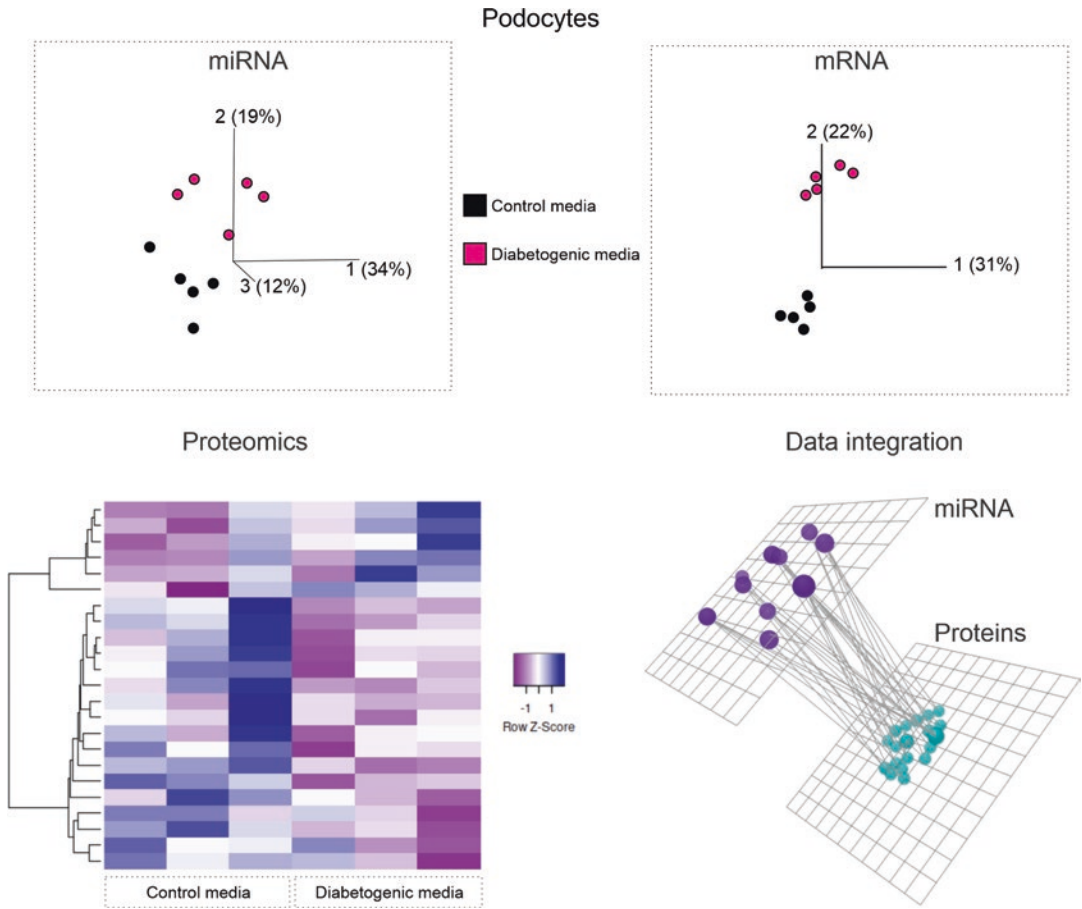 Podocytes
miRNA
2 (19%)
1 (34%)
3 (12%)
Control media
Diabetogenic media
mRNA
2 (22%)
1 (31%)
Proteomics
-1 1
Row Z-Score
Control media
Diabetogenic media
Data integration
miRNA
Proteins